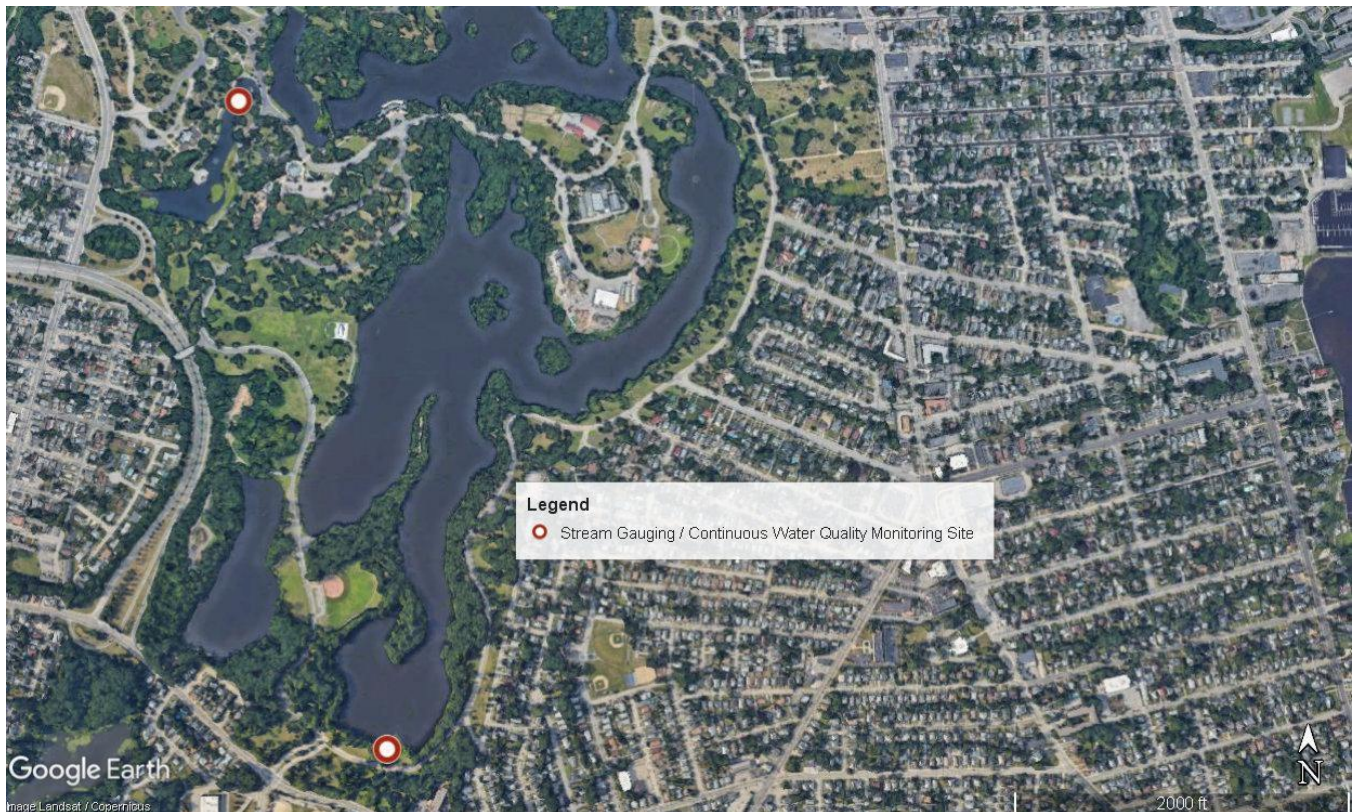 Legend
Stream Gauging / Continuous Water Quality Monitoring Site
N
Google Earth
2000 ft
Image Landsat / Copernicus